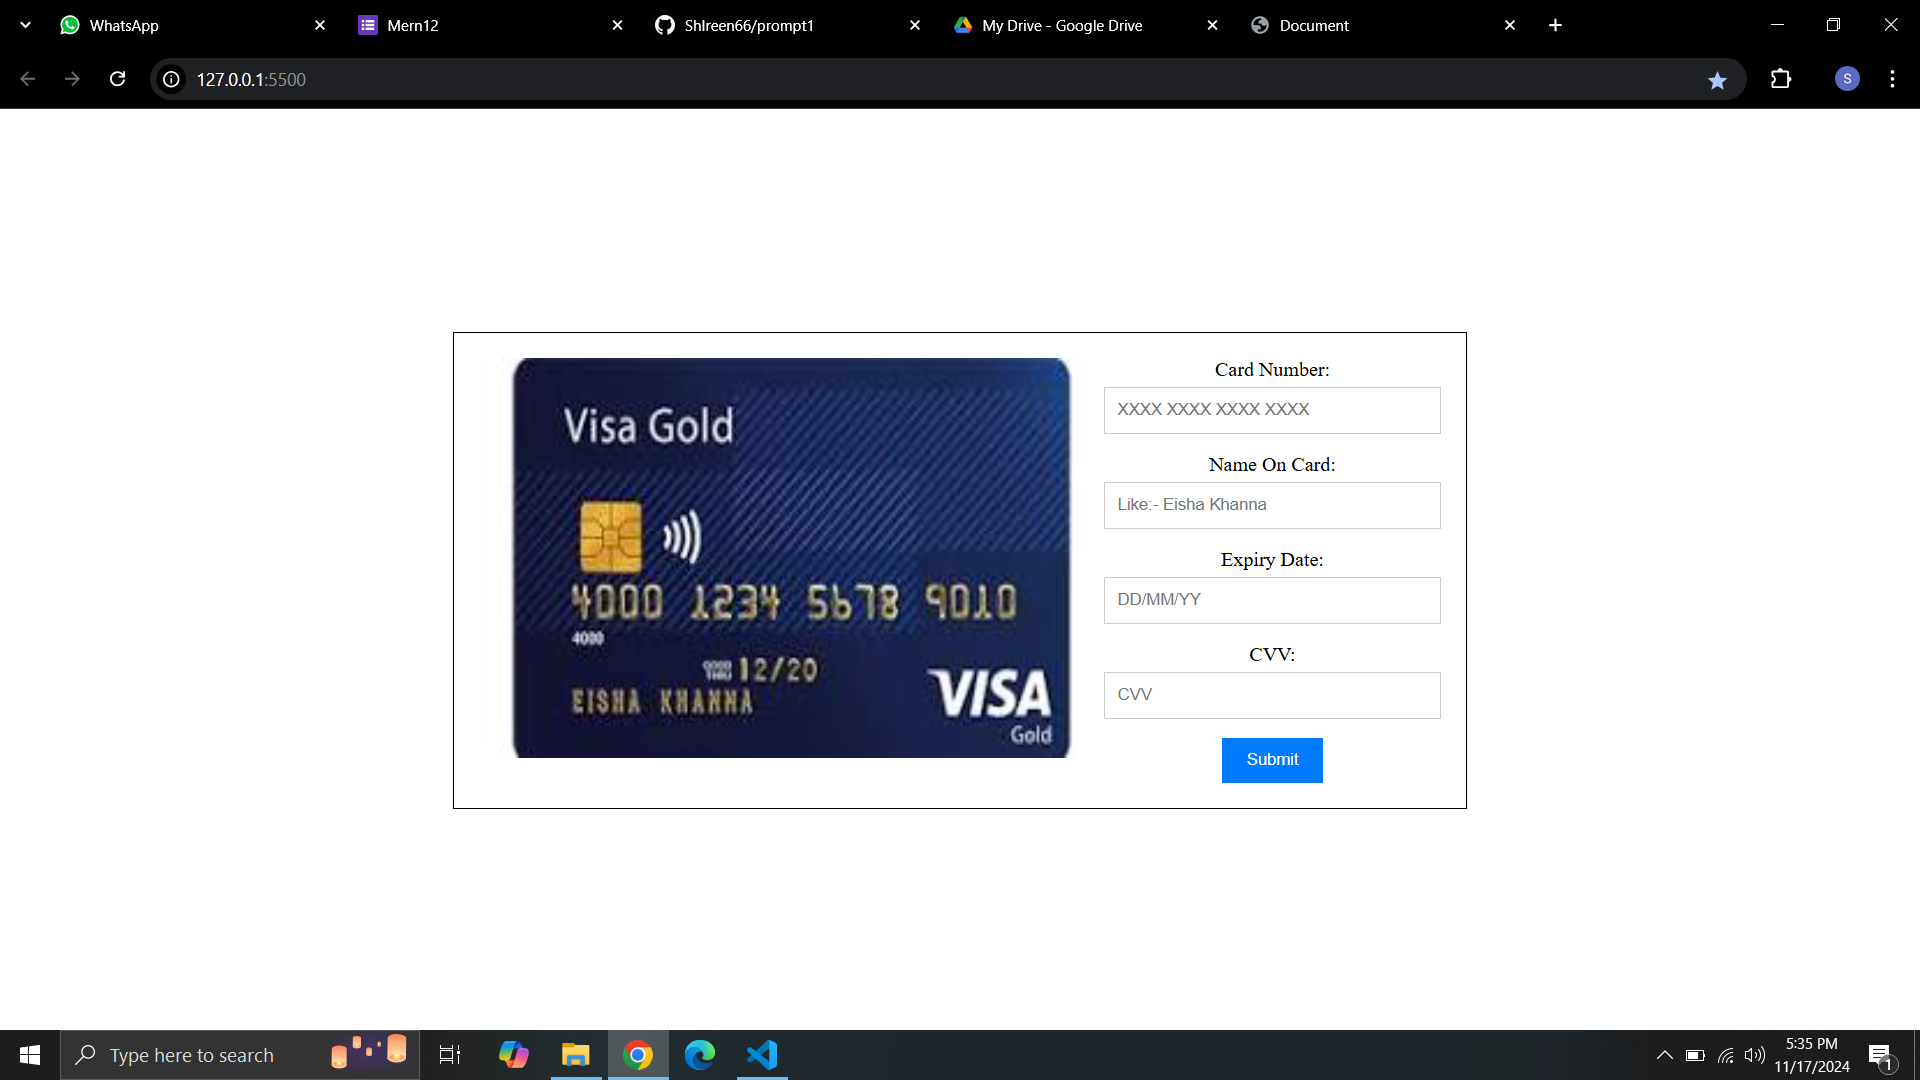 WhatsApp
Mern12
Shlreen66/prompt1
My Drive - Google Drive
Document
127.0.0.1:5500
S
Visa Gold
4000 1234 5678 9010
4000
12/20
EISHA KHANNA
VISA
Gold
Card Number:
XXXX XXXX XXXX XXXX
Name On Card:
Like:- Eisha Khanna
Expiry Date:
DD/MM/YY
CVV:
CVV
Submit
Type here to search
5:35 PM
11/17/2024
1